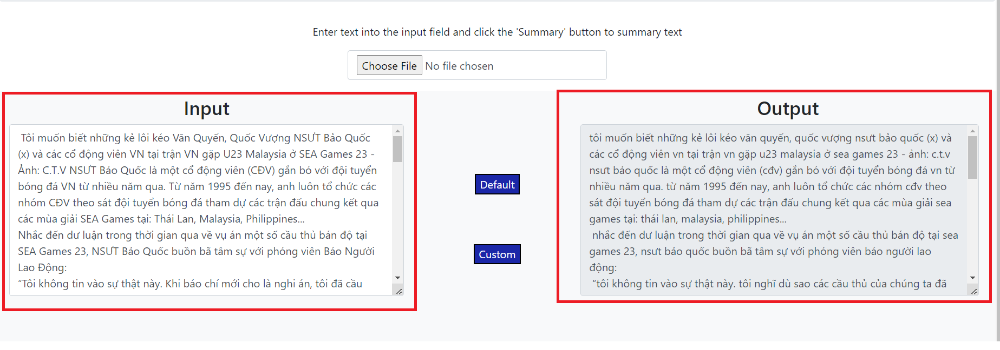 Enter text into the input field and click the 'Summary' button to summary text
Choose File No file chosen
Input
Tôi muốn biết những kẻ lôi kéo Văn Quyến, Quốc Vượng NSƯT Bảo Quốc
(x) và các cổ động viên VN tại trận VN gặp U23 Malaysia ở SEA Games 23 -
Ảnh: C.T.V NSƯT Bảo Quốc là một cổ động viên (CĐV) gắn bó với đội tuyển
bóng đá VN từ nhiều năm qua. Từ năm 1995 đến nay, anh luôn tổ chức các
nhóm CĐV theo sát đội tuyển bóng đá tham dự các trận đấu chung kết qua
các mùa giải SEA Games tại: Thái Lan, Malaysia, Philippines...
Nhắc đến dư luận trong thời gian qua về vụ án một số cầu thủ bán độ tại
SEA Games 23, NSƯT Bảo Quốc buồn bã tâm sự với phóng viên Báo Người
Lao Động:
“Tôi không tin vào sự thật này. Khi báo chí mới cho là nghi án, tôi đã cầu
Default
Custom
Output
tôi muốn biết những kẻ lôi kéo văn quyến, quốc vượng nsưt bảo quốc (x) và
các cổ động viên vn tại trận vn gặp u23 malaysia ở sea games 23 - ảnh: c.t.v
nsưt bảo quốc là một cổ động viên (cđv) gắn bó với đội tuyển bóng đá vn từ
nhiều năm qua. từ năm 1995 đến nay, anh luôn tổ chức các nhóm cđv theo
sát đội tuyển bóng đá tham dự các trận đấu chung kết qua các mùa giải sea
games tại: thái lan, malaysia, philippines...
nhắc đến dư luận trong thời gian qua về vụ án một số cầu thủ bán độ tại sea
games 23, nsưt bảo quốc buồn bã tâm sự với phóng viên báo người lao
động:
“tôi không tin vào sự thật này. tôi nghĩ dù sao các cầu thủ của chúng ta đã